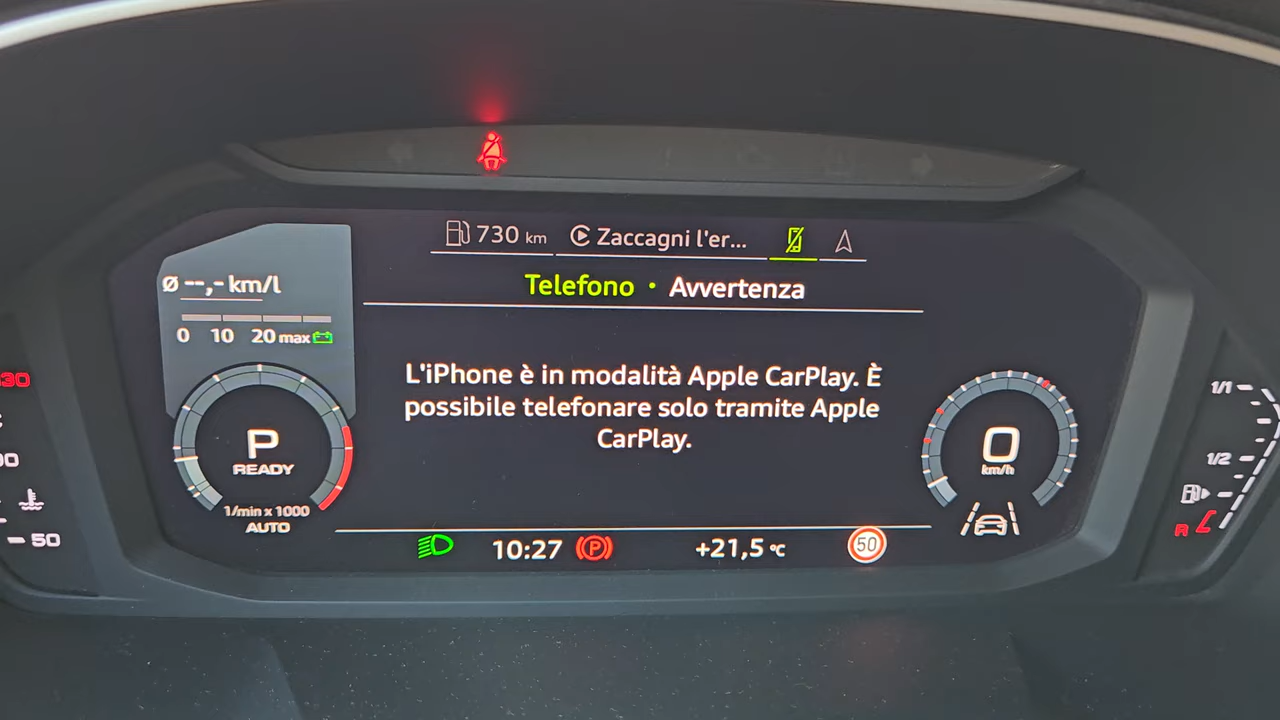 730 km
Zaccagni l'er...
Telefono • Avvertenza
Ø --,- km/l
0 10 20 max
L'iPhone è in modalità Apple CarPlay. È
possibile telefonare solo tramite Apple
CarPlay.
P
READY
1/min x 1000
AUTO
0
km/h
10:27
P
+21,5 °C
50
130
90
50
1/1
1/2
R